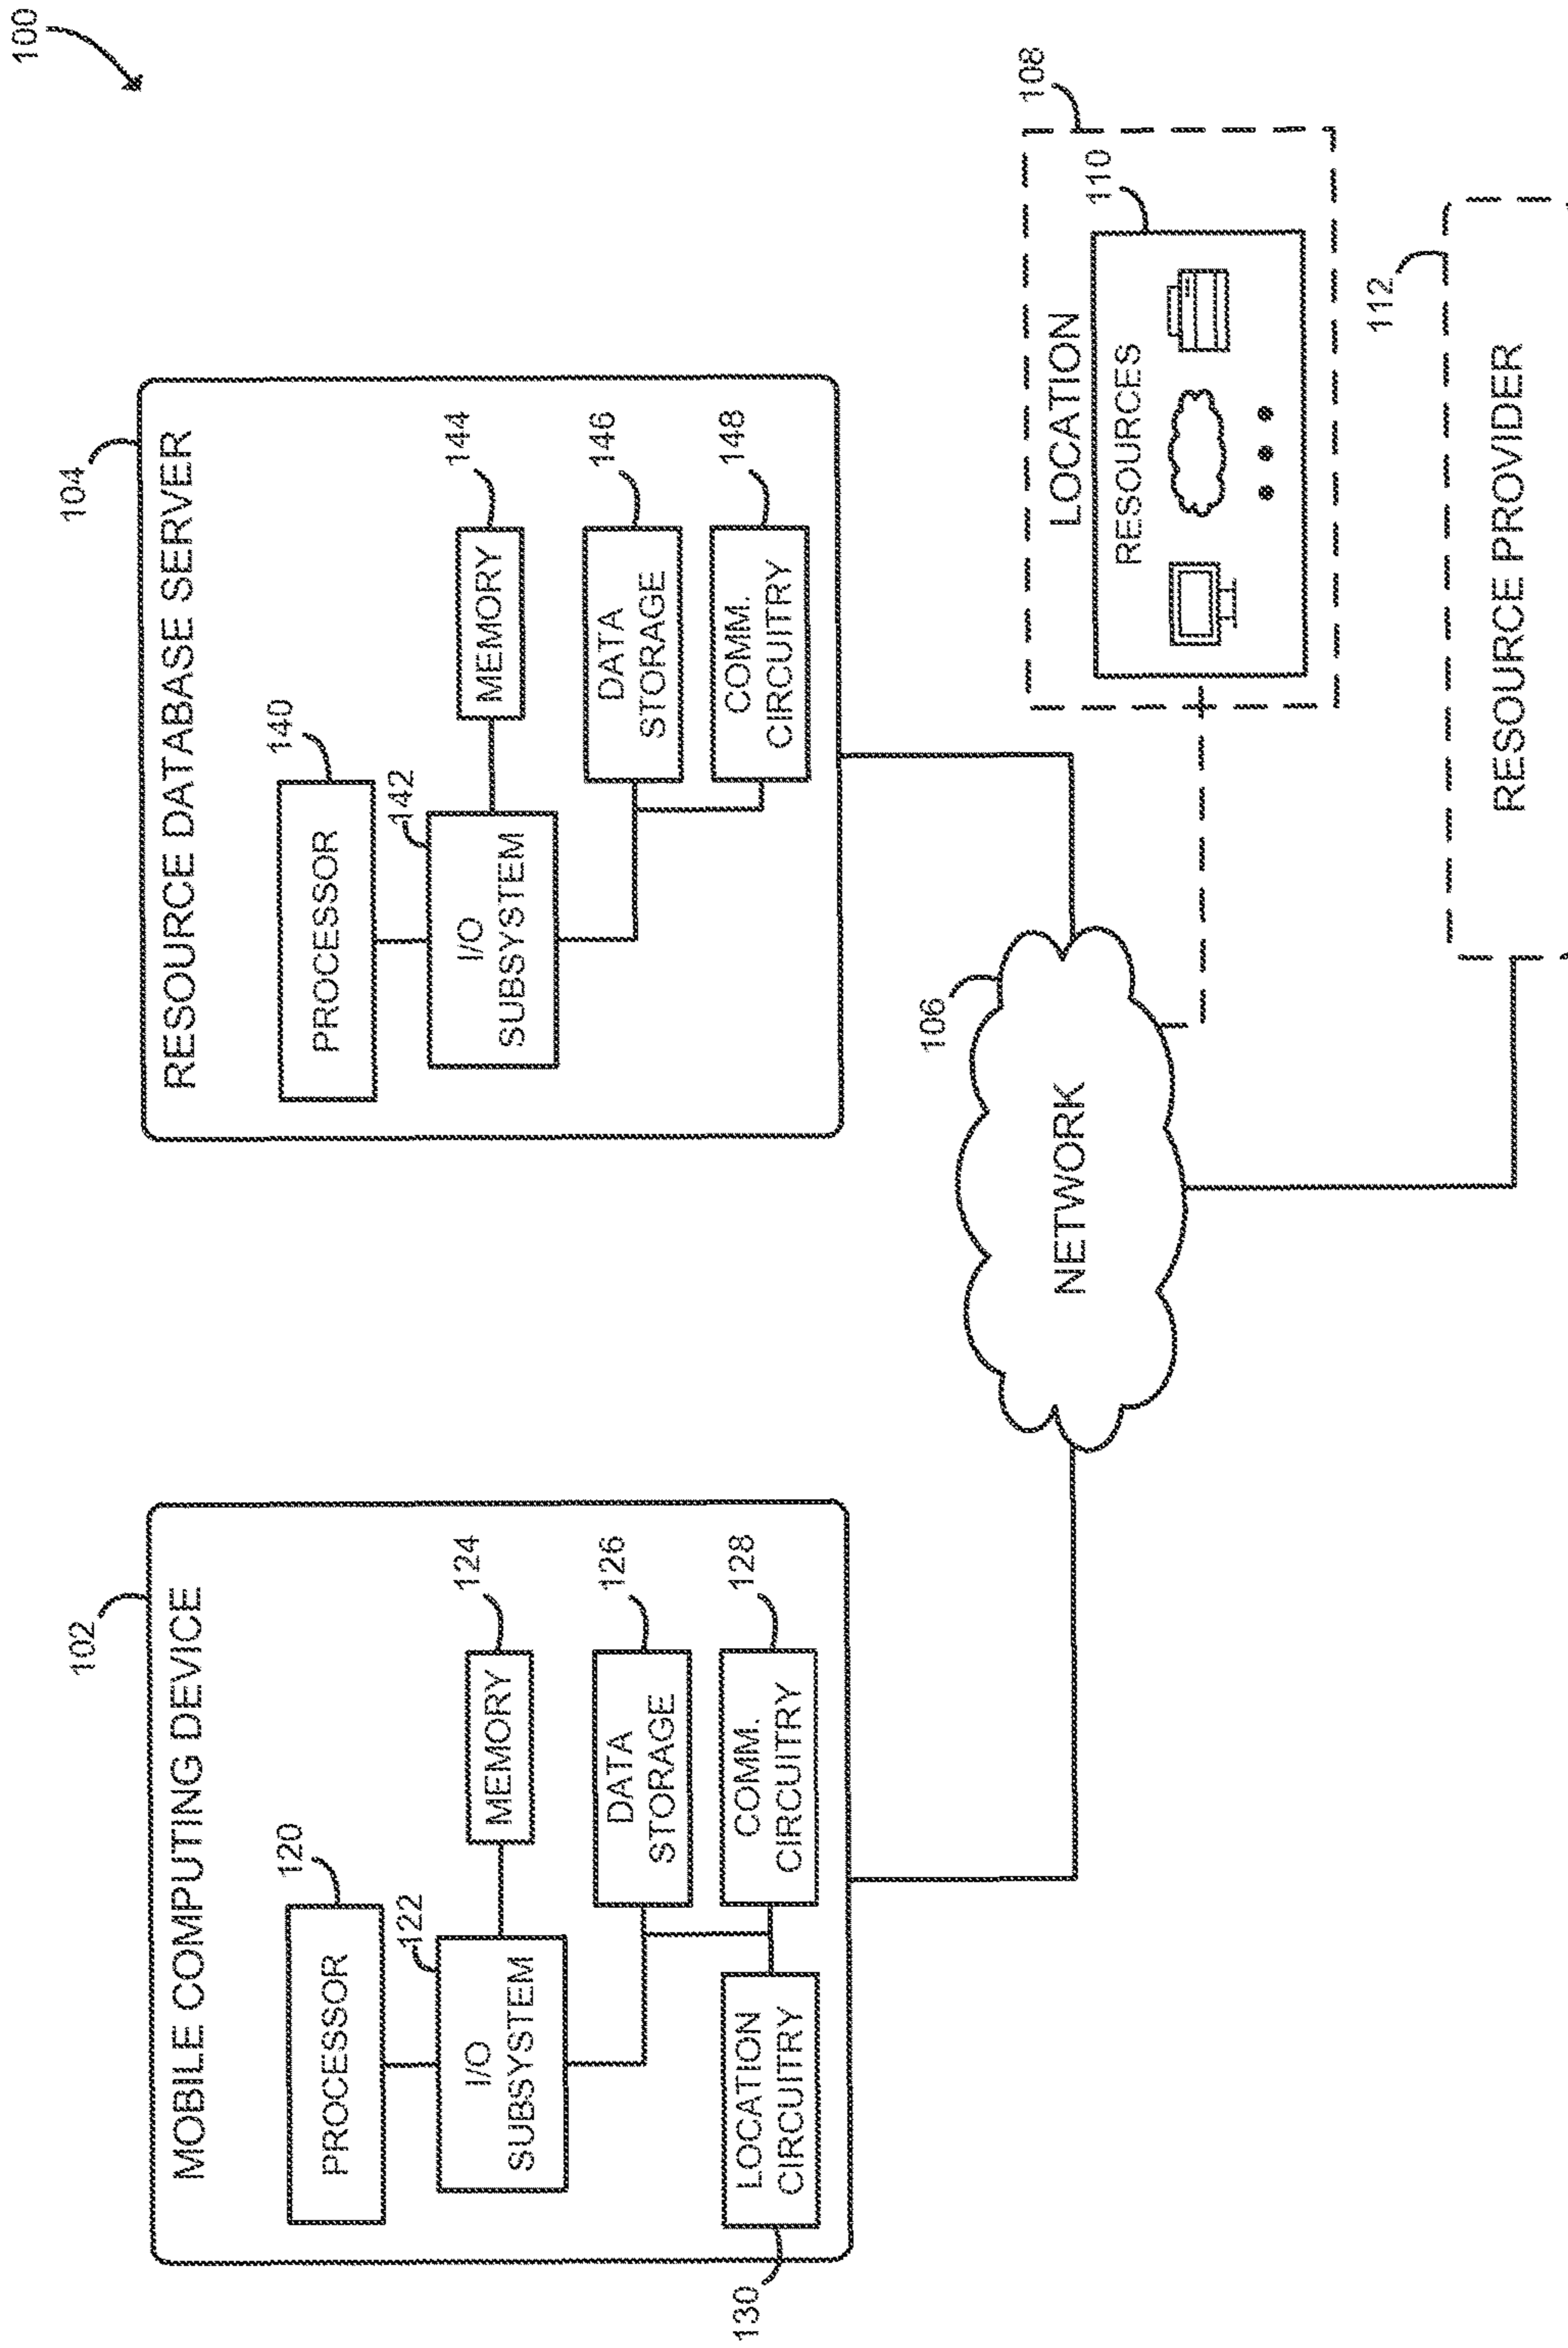 100
102
MOBILE COMPUTING DEVICE
120
PROCESSOR
122
I/O
SUBSYSTEM
124
MEMORY
126
DATA
STORAGE
128
COMM.
CIRCUITRY
LOCATION
CIRCUITRY
130
104
RESOURCE DATABASE SERVER
140
PROCESSOR
142
I/O
SUBSYSTEM
144
MEMORY
146
DATA
STORAGE
148
COMM.
CIRCUITRY
106
NETWORK
108
LOCATION
110
RESOURCES
112
RESOURCE PROVIDER